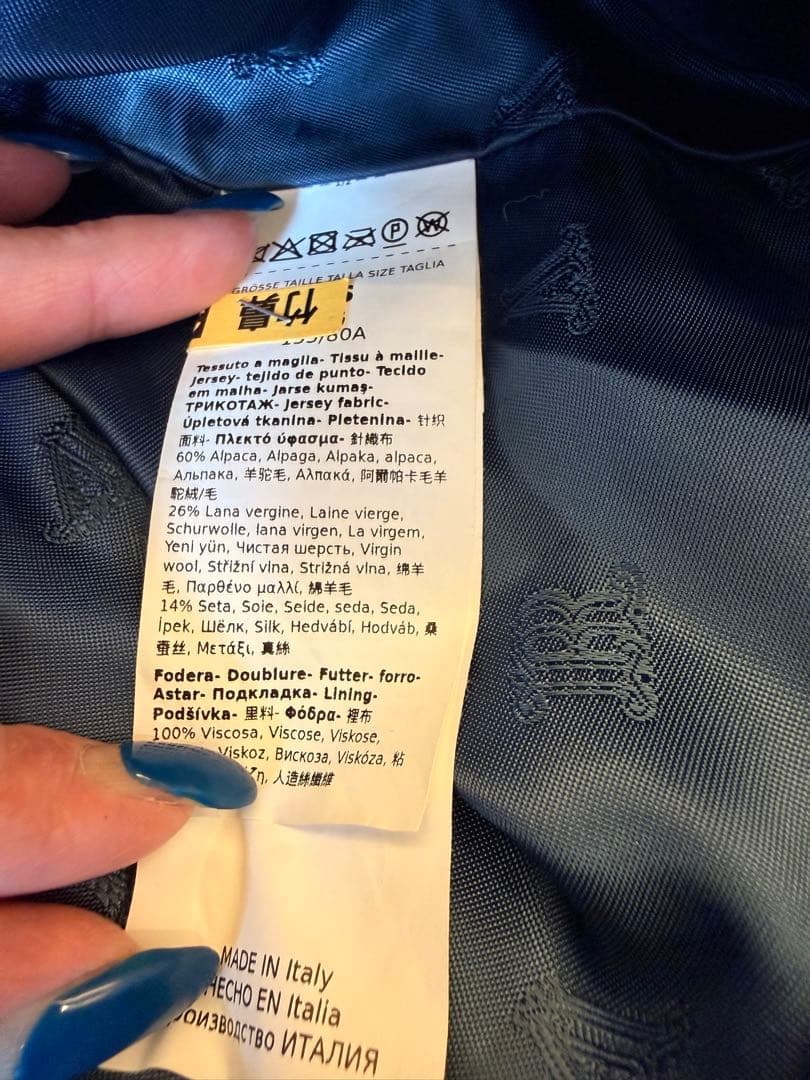 GRÖSSE TAILLE TALLA SIZE TAGLIA
竹鼻
Tessuto a maglia- Tissu à maille-
Jersey- tejido de punto- Tecido
em malha- Jarse kumaş-
ТРИКОТАЖ- Jersey fabric-
Úpletová tkanina- Pletenina- 针织
面料- Πλεκτό ύφασμα- 針織布
60% Alpaca, Alpaga, Alpaka, alpaca,
Альпака, 羊驼毛, Αλπακά, 阿爾帕卡毛羊
駝絨/毛
26% Lana vergine, Laine vierge,
Schurwolle, lana virgen, La virgem,
Yeni yün, Чистая шерсть, Virgin
wool, Střižní vlna, Strižná vlna, 绵羊
毛, Παρθένο μαλλί, 綿羊毛
14% Seta, Soie, Seide, seda, Seda,
İpek, Шёлк, Silk, Hedvábí, Hodváb, 桑
蚕丝, Μετάξι, 真絲
Fodera- Doublure- Futter- forro-
Astar- Подкладка- Lining-
Podšívka- 里料- Φόδρα- 裡布
100% Viscosa, Viscose, Viskose,
Viskoz, Вискоза, Viskóza, 粘
人造絲纖維
MADE IN Italy
HECHO EN Italia
ИТАЛИЯ